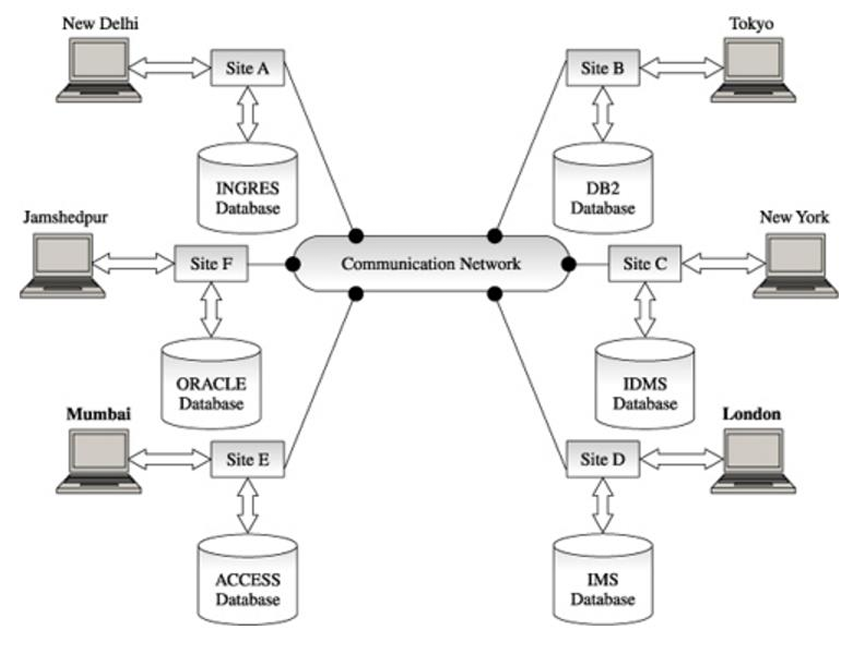 New Delhi
Tokyo
Site A
Site B
INGRES
Database
DB2
Database
Jamshedpur
New York
Site F
Communication Network
Site C
ORACLE
Database
IDMS
Database
Mumbai
London
Site E
Site D
ACCESS
Database
IMS
Database